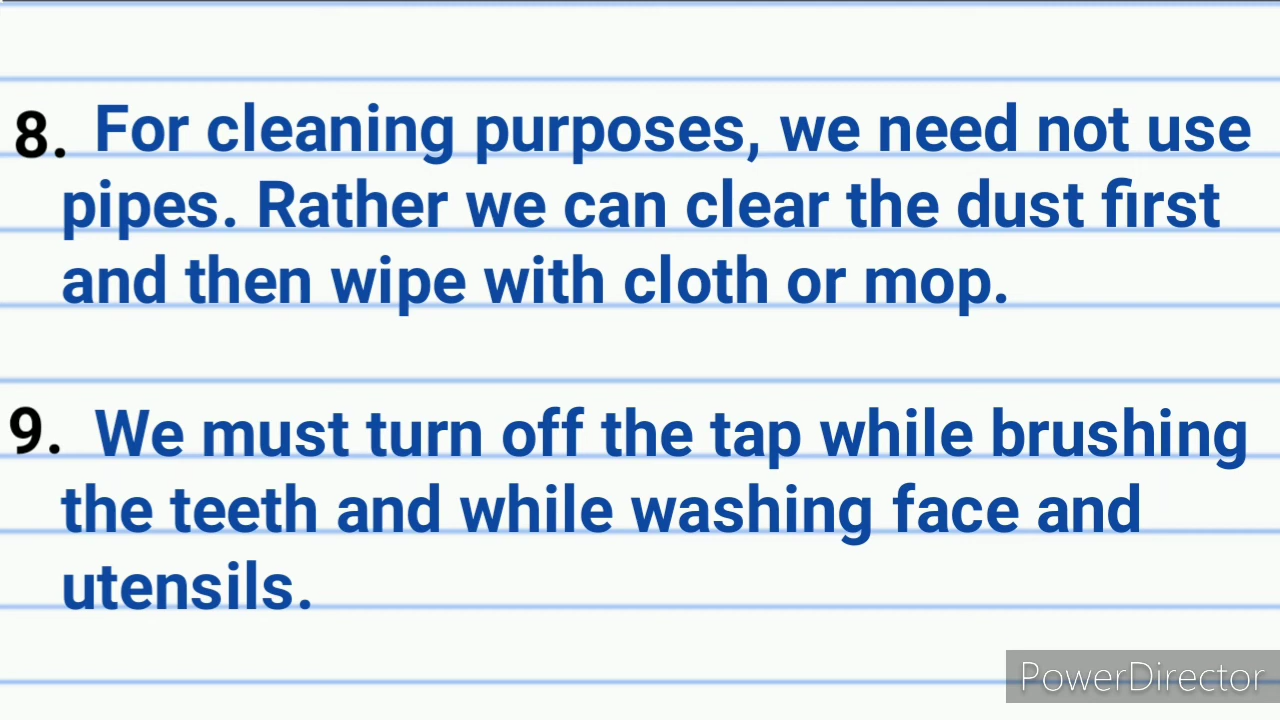 8. For cleaning purposes, we need not use
pipes. Rather we can clear the dust first
and then wipe with cloth or mop.
9. We must turn off the tap while brushing
the teeth and while washing face and
utensils.
PowerDirector